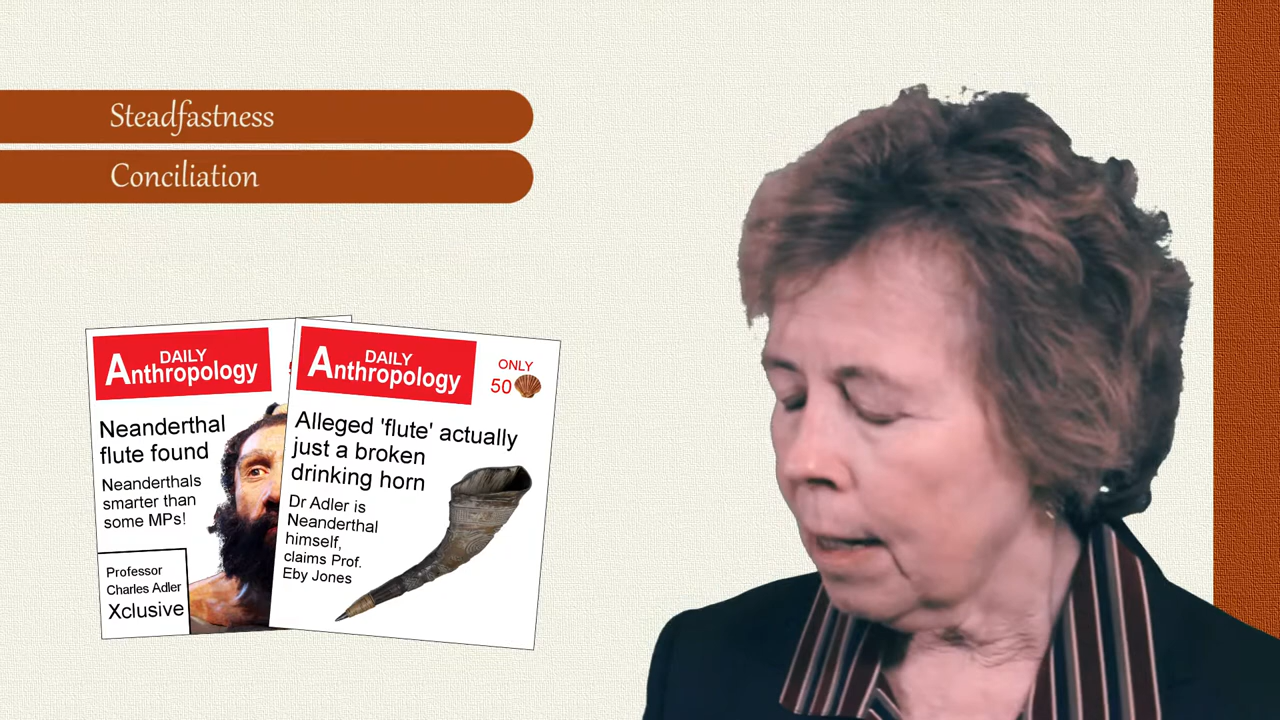 Steadfastness
Conciliation
DAILY
Anthropology
Neanderthal
flute found
Neanderthals
smarter than
some MPs!
Professor
Charles Adler
Xclusive
DAILY
Anthropology
ONLY
50
Alleged 'flute' actually
just a broken
drinking horn
Dr Adler is
Neanderthal
himself,
claims Prof.
Eby Jones